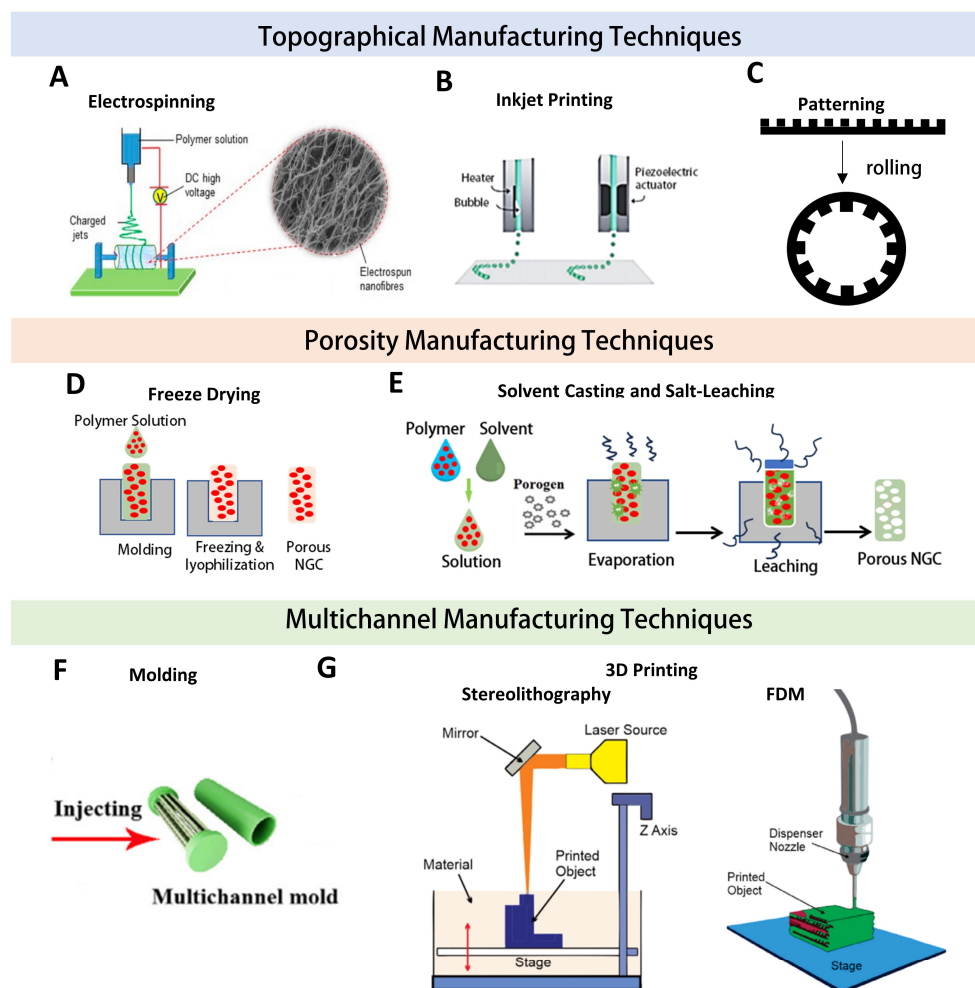 Topographical Manufacturing Techniques
A
Electrospinning
Polymer solution
DC high
voltage
V
Charged
jets
Electrospun
nanofibres
B
Inkjet Printing
Heater
Bubble
Piezoelectric
actuator
C
Patterning
rolling
Porosity Manufacturing Techniques
D
Freeze Drying
Polymer Solution
Molding
Freezing &
lyophilization
Porous
NGC
E
Solvent Casting and Salt-Leaching
Polymer
Solvent
Solution
Porogen
Evaporation
Leaching
Porous NGC
Multichannel Manufacturing Techniques
F
Molding
Injecting
Multichannel mold
G
3D Printing
Stereolithography
Mirror
Laser Source
Z Axis
Material
Printed
Object
Stage
FDM
Dispenser
Nozzle
Printed
Object
Stage